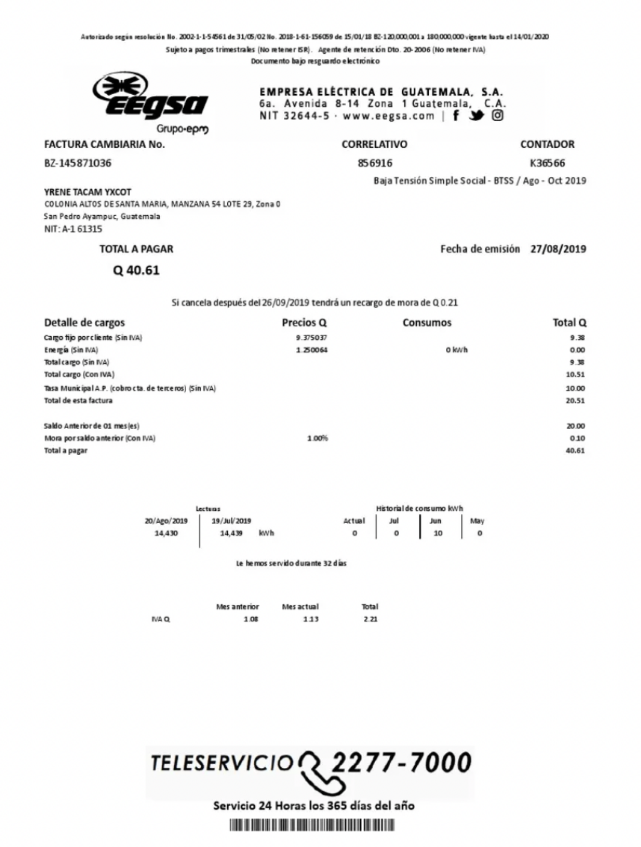 Autorizado según resolución No. 2002-1-1-54561 de 31/05/02 No. 2018-1-61-156059 de 15/01/18 BZ-120,000,001 a 180,000,000 vigente hasta el 14/01/2020
Sujeto a pagos trimestrales (No retener ISR). Agente de retención Dto. 20-2006 (No retener IVA)
Documento bajo resguardo electrónico
eegsa
Grupo-epm
EMPRESA ELÉCTRICA DE GUATEMALA, S.A.
6a. Avenida 8-14 Zona 1 Guatemala, C.A.
NIT 32644-5 · www.eegsa.com |
FACTURA CAMBIARIA No. CORRELATIVO CONTADOR
BZ-145871036 856916 K36566
Baja Tensión Simple Social - BTSS / Ago - Oct 2019
YRENE TACAM YXCOT
COLONIA ALTOS DE SANTA MARIA, MANZANA 54 LOTE 29, Zona 0
San Pedro Ayampuc, Guatemala
NIT: A-1 61315
TOTAL A PAGAR Fecha de emisión 27/08/2019
Q 40.61
Si cancela después del 26/09/2019 tendrá un recargo de mora de Q 0.21
Detalle de cargos Precios Q Consumos Total Q
Cargo fijo por cliente (Sin IVA) 9.375037 9.38
Energía (Sin IVA) 1.250064 0 kWh 0.00
Total cargo (Sin IVA) 9.38
Total cargo (Con IVA) 10.51
Tasa Municipal A.P. (cobro cta. de terceros) (Sin IVA) 10.00
Total de esta factura 20.51
Saldo Anterior de 01 mes(es) 20.00
Mora por saldo anterior (Con IVA) 1.00% 0.10
Total a pagar 40.61
Lecturas Historial de consumo kWh
20/Ago/2019 19/Jul/2019 Actual Jul Jun May
14,430 14,439 kWh 0 0 10 0
Le hemos servido durante 32 días
Mes anterior Mes actual Total
IVA Q 1.08 1.13 2.21
TELESERVICIO 2277-7000
Servicio 24 Horas los 365 días del año